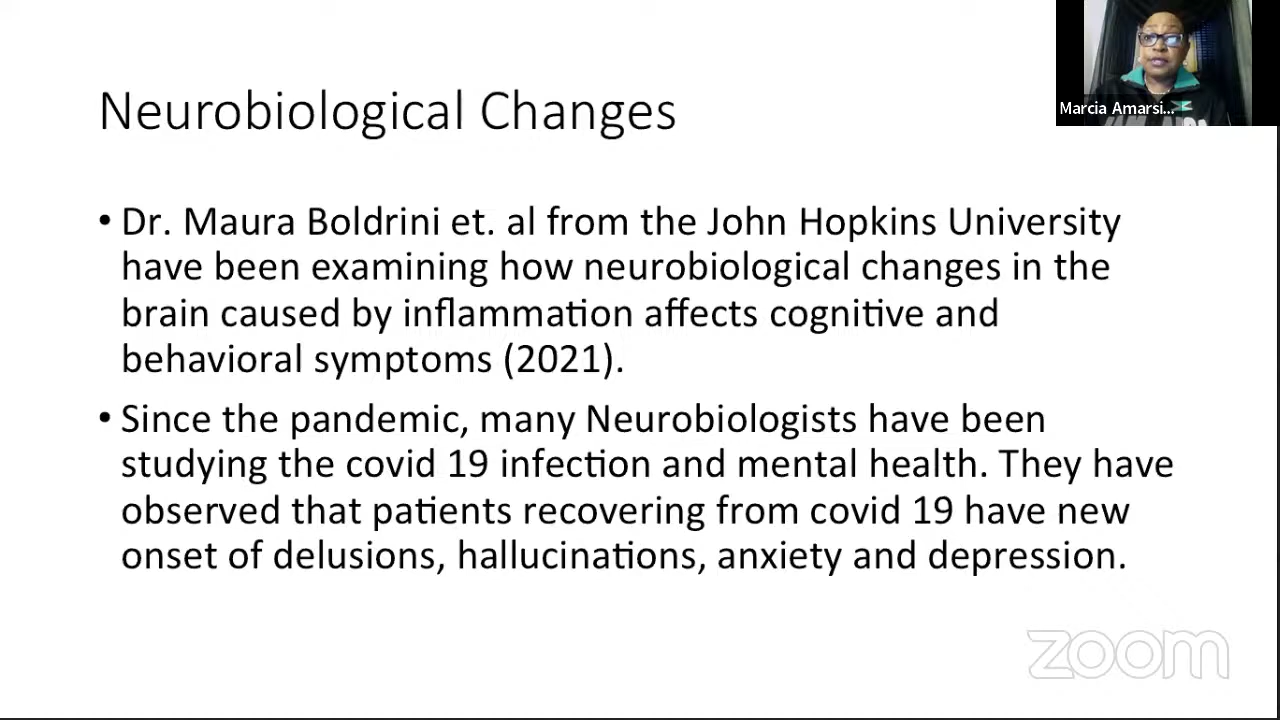 Marcia Amarsi...
Neurobiological Changes
• Dr. Maura Boldrini et. al from the John Hopkins University
have been examining how neurobiological changes in the
brain caused by inflammation affects cognitive and
behavioral symptoms (2021).
• Since the pandemic, many Neurobiologists have been
studying the covid 19 infection and mental health. They have
observed that patients recovering from covid 19 have new
onset of delusions, hallucinations, anxiety and depression.
zoom